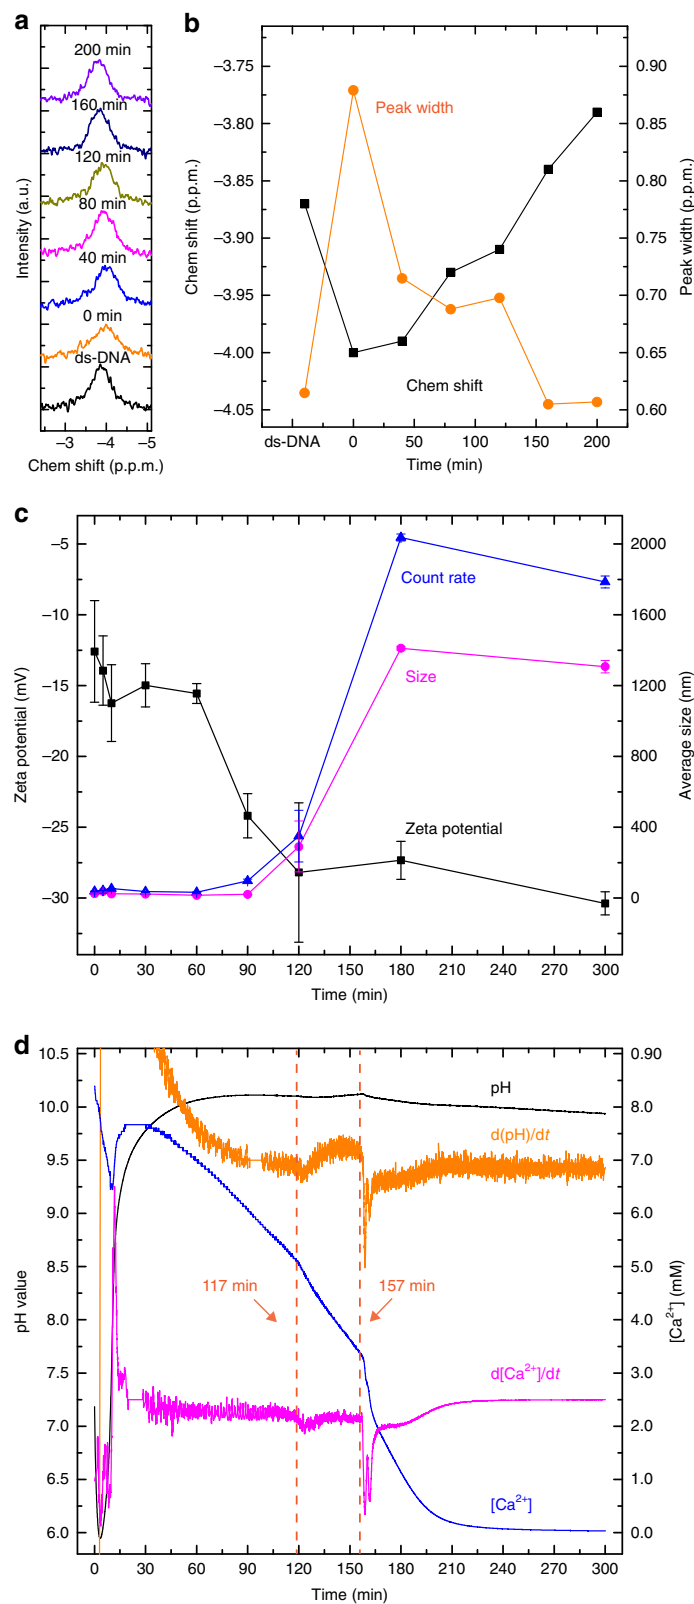 a
200 min
160 min
120 min
80 min
40 min
0 min
ds-DNA
Intensity (a.u.)
−3 −4 −5
Chem shift (p.p.m.)
b
−3.75
−3.80
−3.85
−3.90
−3.95
−4.00
−4.05
Chem shift (p.p.m.)
Peak width
Chem shift
0.90
0.85
0.80
0.75
0.70
0.65
0.60
Peak width (p.p.m.)
ds-DNA 0 50 100 150 200
Time (min)
c
−5
−10
−15
−20
−25
−30
Zeta potential (mV)
Count rate
Size
Zeta potential
2000
1600
1200
800
400
0
Average size (nm)
0 30 60 90 120 150 180 210 240 270 300
Time (min)
d
10.5
10.0
9.5
9.0
8.5
8.0
7.5
7.0
6.5
6.0
pH value
pH
d(pH)/dt
117 min
157 min
d[Ca²⁺]/dt
[Ca²⁺]
0.90
8.0
7.0
6.0
5.0
4.0
3.0
2.0
1.0
0.0
[Ca²⁺] (mM)
0 30 60 90 120 150 180 210 240 270 300
Time (min)